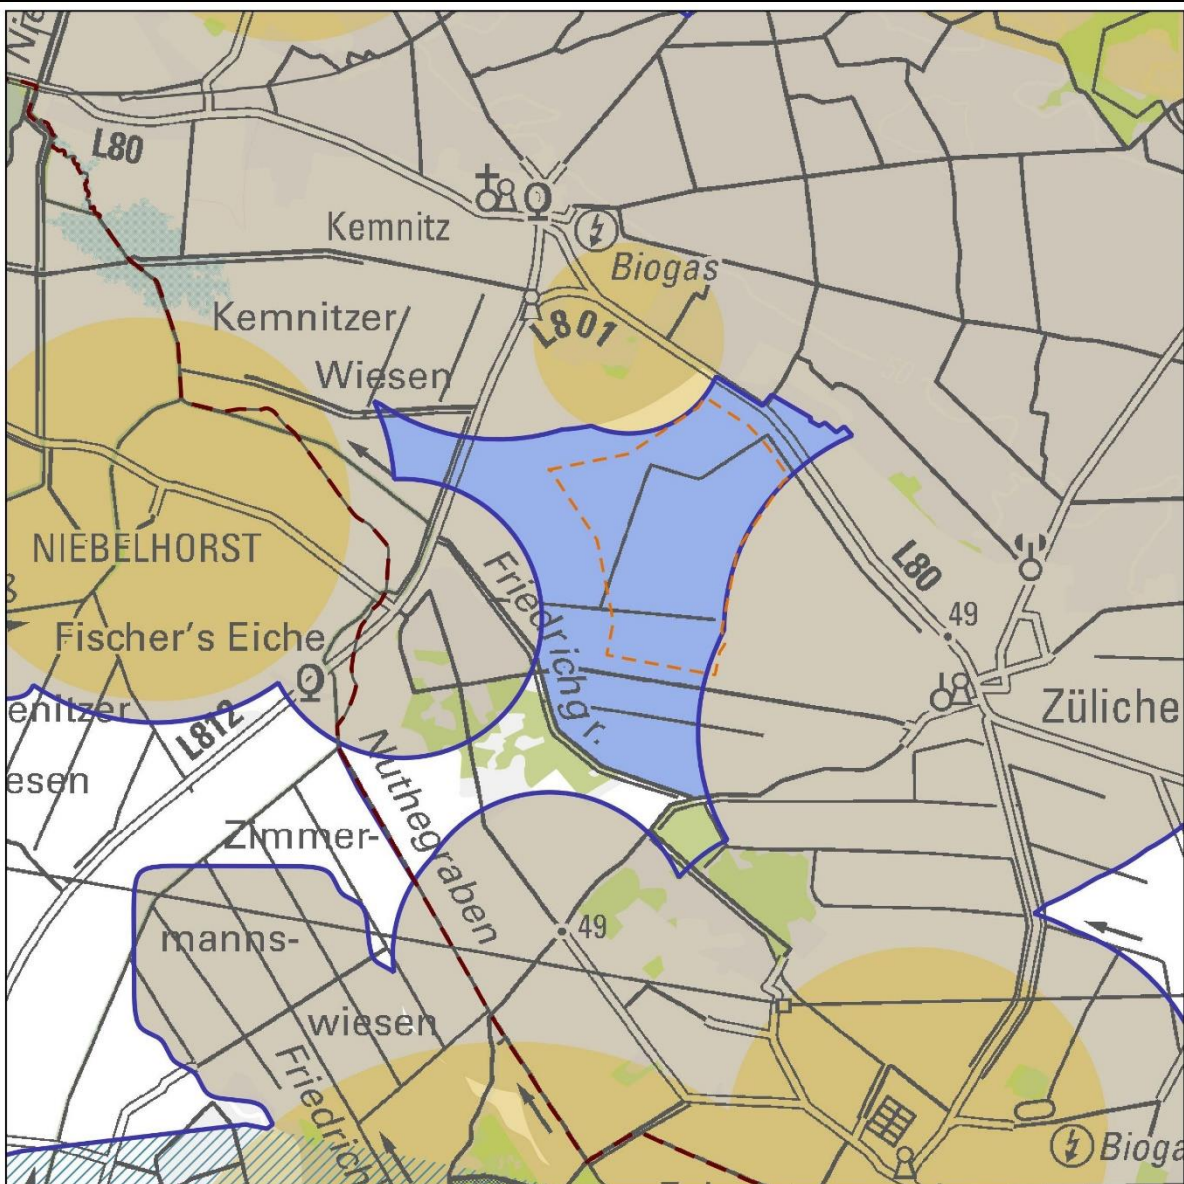 Nie
L80
Kemnitz
Biogas
Kemnitzer
L801
Wiesen
NIEBELHORST
L80
Friedrichgr.
49
Fischer's Eiche
enitzer
L812
Züliche
esen
Nuthegraben
Zimmer-
manns-
49
wiesen
Friedrich
Bioga